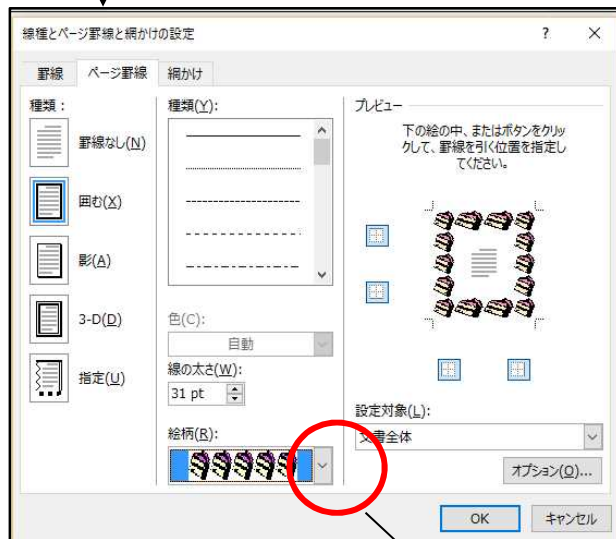 線種とページ罫線と網かけの設定
? ×
罫線 ページ罫線 網かけ
種類：
罫線なし(N)
囲む(X)
影(A)
3-D(D)
指定(U)
種類(Y):
色(C):
自動
線の太さ(W):
31 pt
絵柄(R):
プレビュー
下の絵の中、またはボタンをクリッ
クして、罫線を引く位置を指定し
てください。
設定対象(L):
文書全体
オプション(O)...
OK キャンセル